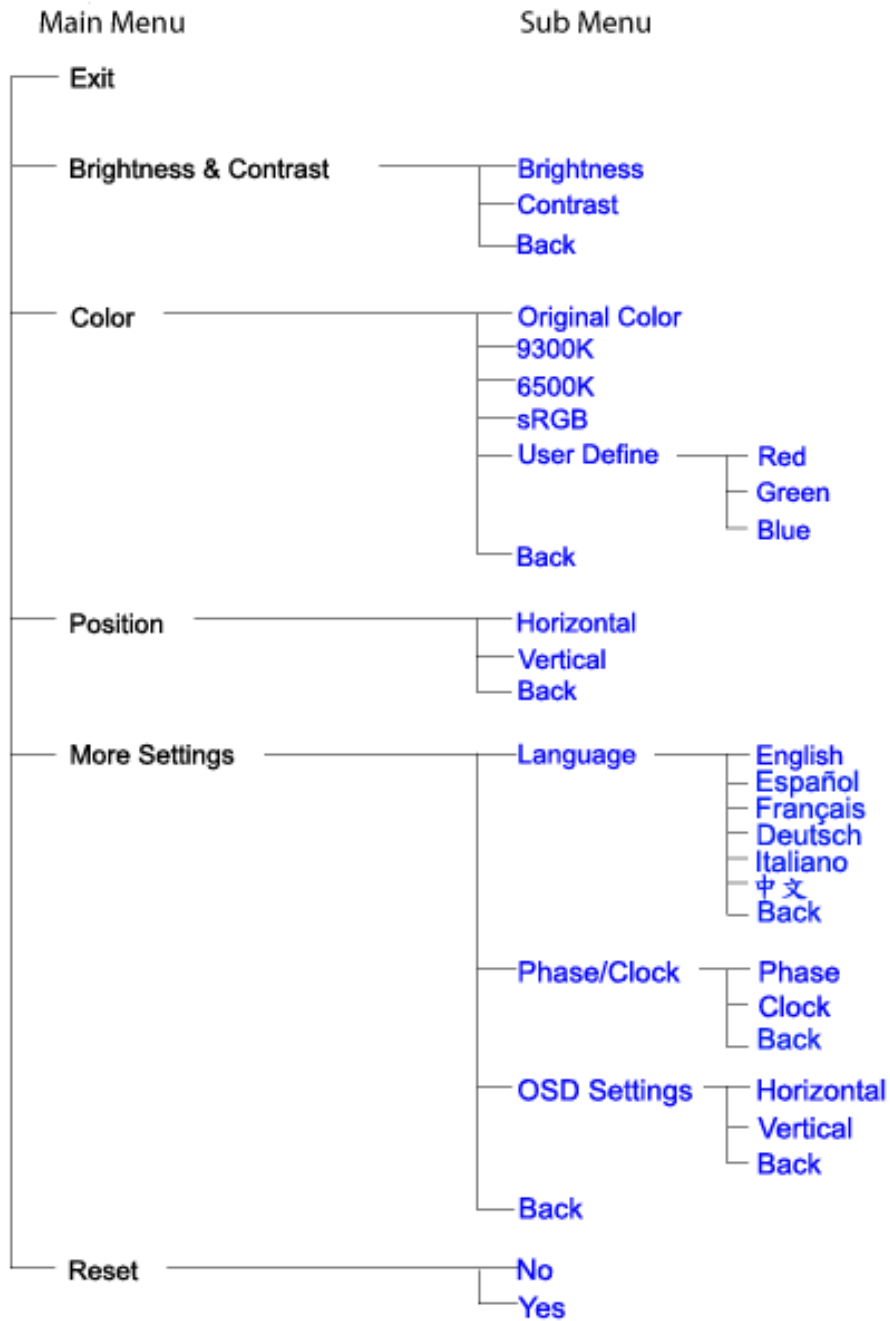 Main Menu Sub Menu
Exit
Brightness & Contrast Brightness
Contrast
Back
Color Original Color
9300K
6500K
sRGB
User Define Red
Green
Blue
Back
Position Horizontal
Vertical
Back
More Settings Language English
Español
Français
Deutsch
Italiano
中文
Back
Phase/Clock Phase
Clock
Back
OSD Settings Horizontal
Vertical
Back
Back
Reset No
Yes